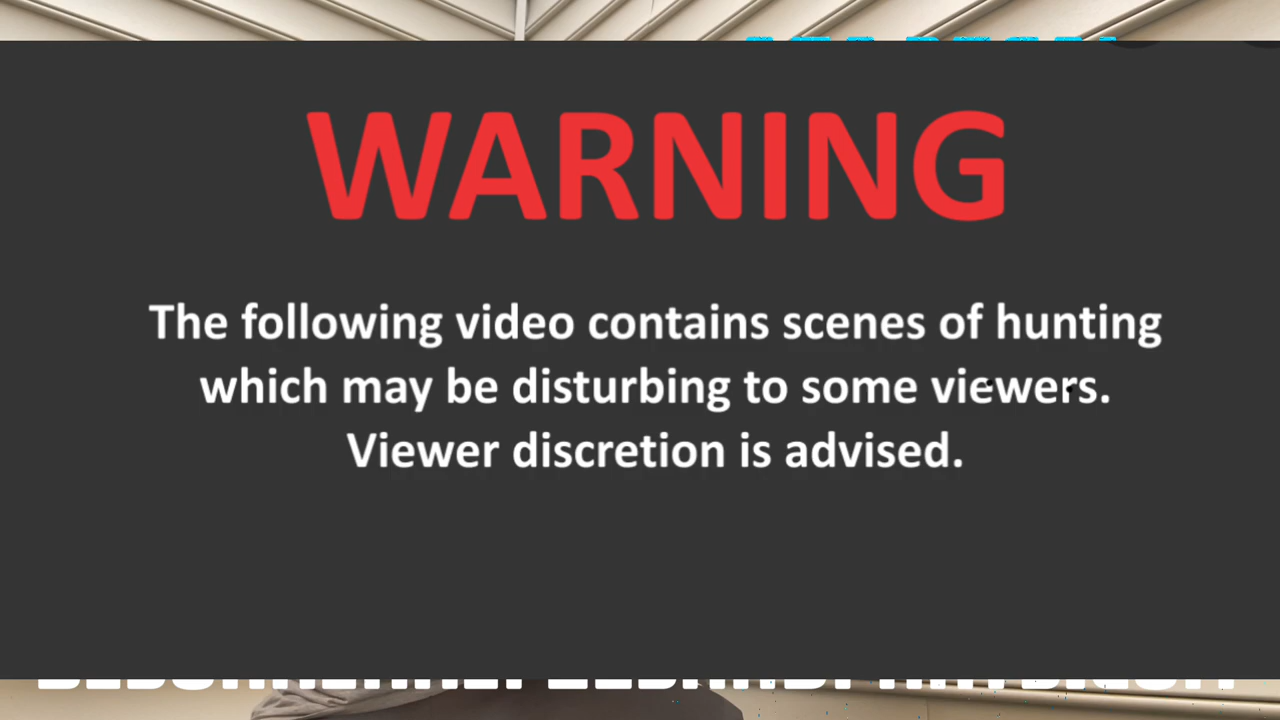 WARNING
The following video contains scenes of hunting
which may be disturbing to some viewers.
Viewer discretion is advised.